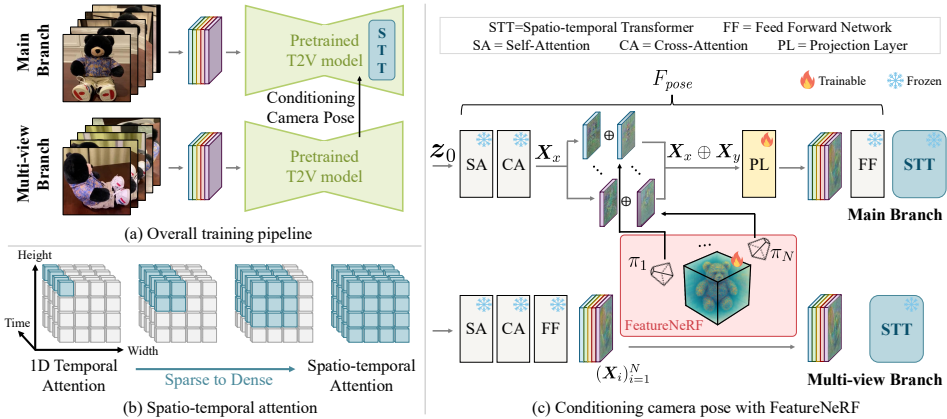 Main
Branch
Pretrained
T2V model
S
T
T
Conditioning
Camera Pose
Multi-view
Branch
Pretrained
T2V model
(a) Overall training pipeline
Height
Time
Width
1D Temporal
Attention
Sparse to Dense
Spatio-temporal
Attention
(b) Spatio-temporal attention
STT=Spatio-temporal Transformer FF = Feed Forward Network
SA = Self-Attention CA = Cross-Attention PL = Projection Layer
F_pose
Trainable Frozen
z_0
SA
CA
X_x
⊕
...
⊕
X_x ⊕ X_y
PL
FF
STT
Main Branch
π_1
...
π_N
FeatureNeRF
SA
CA
FF
(X_i)_{i=1}^N
STT
Multi-view Branch
(c) Conditioning camera pose with FeatureNeRF